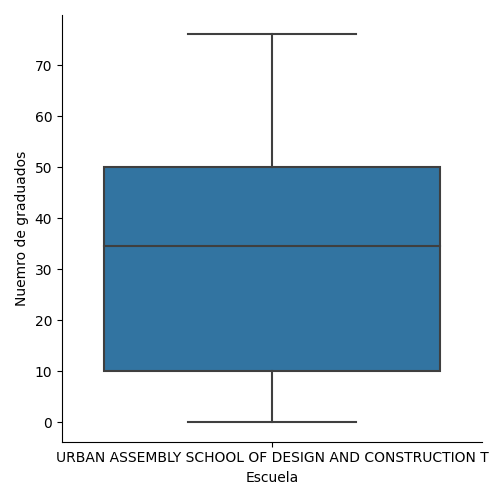 70
60
50
40
30
20
10
0
Nuemro de graduados
URBAN ASSEMBLY SCHOOL OF DESIGN AND CONSTRUCTION T
Escuela